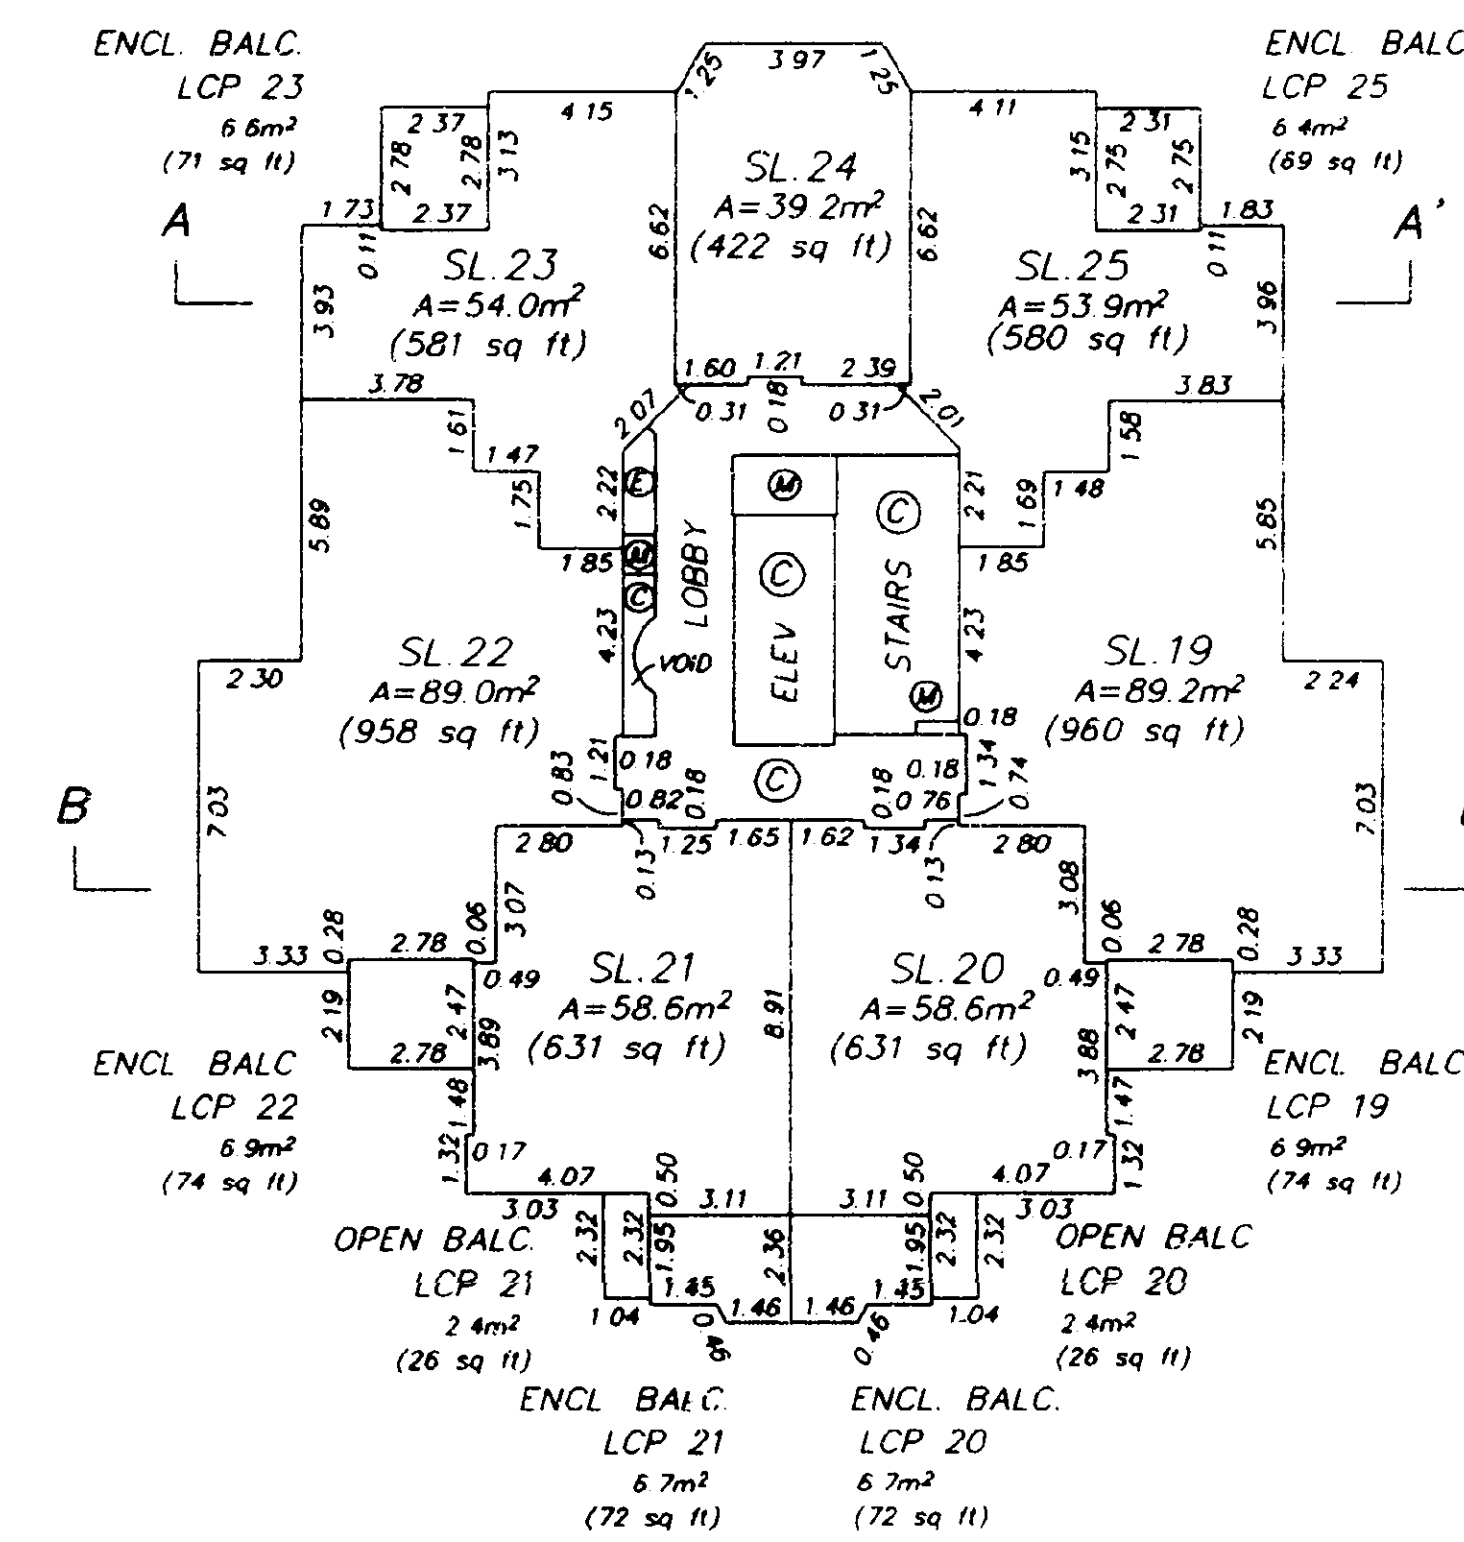 ENCL. BALC.
LCP 23
6 6m²
(71 sq ft)
ENCL BALC
LCP 25
6 4m²
(69 sq ft)
1.25
3 97
1 25
2 37
2 78
2 78
3 13
4 15
4 11
3 15
2 31
2 75
2 75
SL.24
A=39.2m²
(422 sq ft)
6.62
6.62
A
1 73
0.11
2.37
2 31
1.83
0 11
A'
SL.23
A=54.0m²
(581 sq ft)
SL.25
A=53.9m²
(580 sq ft)
3.93
3 96
1.60
1.21
2 39
0.31
0 18
0.31
2 07
2.01
3.78
3.83
1.61
1 58
1 47
1 48
1.75
1 69
2.22
2 21
E
M
C
C
M
C
1 85
1 85
LOBBY
ELEV
STAIRS
5.89
5.85
4.23
4 23
VOID
M
SL.22
A=89.0m²
(958 sq ft)
SL.19
A=89.2m²
(960 sq ft)
2 30
2 24
0.18
1.21
0 18
0.83
0 82
0 18
C
0 18
0.18
0 76
1 34
0 74
B
7 03
7 03
2 80
0.13
1.25
1.65
1 62
1 34
0 13
2 80
3 07
3.08
0.28
2.78
0 06
0.49
3.33
0.06
2 78
0.28
0 49
3 33
SL.21
A=58.6m²
(631 sq ft)
SL.20
A=58.6m²
(631 sq ft)
8.91
2 19
2.47
3.89
2.78
2 47
3 88
2.78
2 19
ENCL BALC
LCP 22
6 9m²
(74 sq ft)
ENCL BALC
LCP 19
6 9m²
(74 sq ft)
1.48
1.32
0 17
1.47
0.17
1 32
4.07
3.03
0.50
3.11
3.11
0 50
4.07
3 03
2.32
2.32
1.95
2.36
1.95
2 32
2.32
OPEN BALC.
LCP 21
2 4m²
(26 sq ft)
OPEN BALC
LCP 20
2 4m²
(26 sq ft)
1.45
1.46
1 46
1 04
1.04
0 46
0.46
ENCL BALC.
LCP 21
6 7m²
(72 sq ft)
ENCL. BALC.
LCP 20
6 7m²
(72 sq ft)